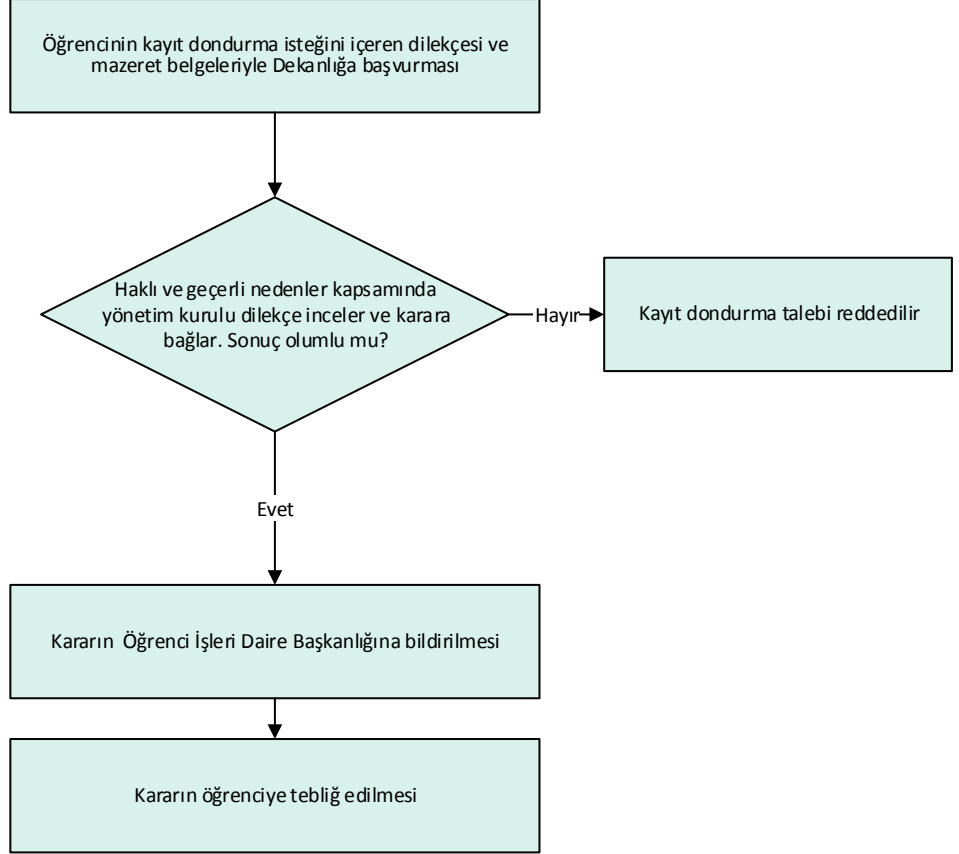 Öğrencinin kayıt dondurma isteğini içeren dilekçesi ve
mazeret belgeleriyle Dekanlığa başvurması
Haklı ve geçerli nedenler kapsamında
yönetim kurulu dilekçe inceler ve karara
bağlar. Sonuç olumlu mu?
Hayır
Kayıt dondurma talebi reddedilir
Evet
Kararın Öğrenci İşleri Daire Başkanlığına bildirilmesi
Kararın öğrenciye tebliğ edilmesi